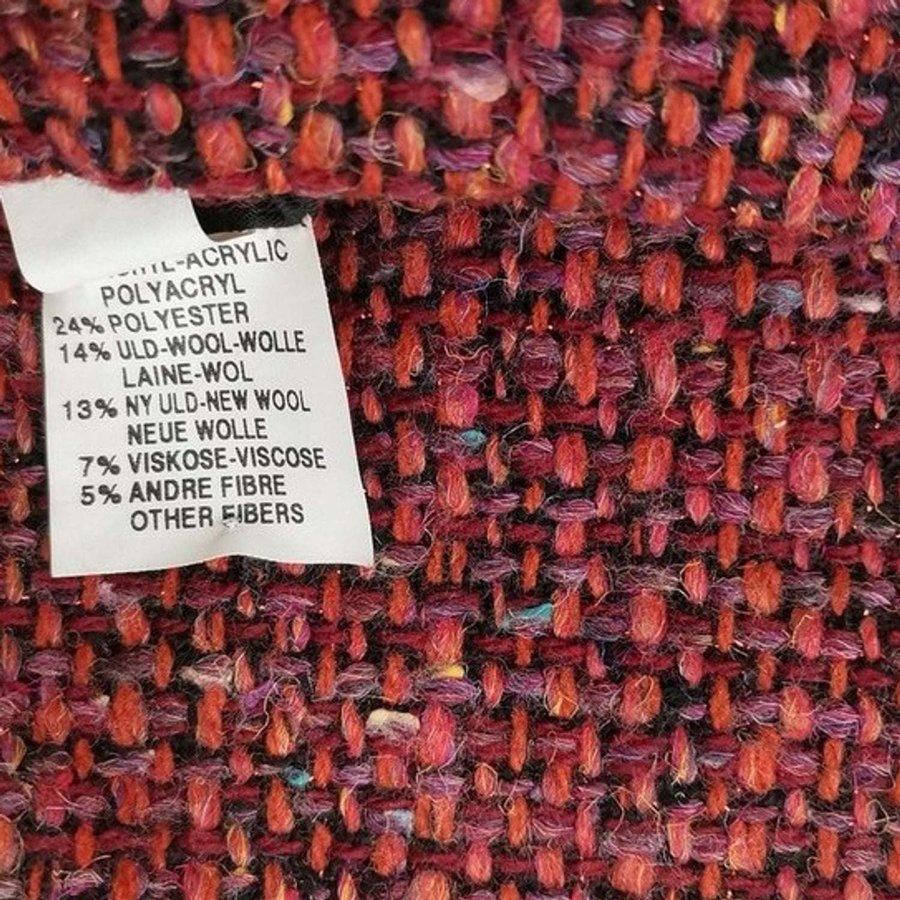 -ACRYLIC
POLYACRYL
24% POLYESTER
14% ULD-WOOL-WOLLE
LAINE-WOL
13% NY ULD-NEW WOOL
NEUE WOLLE
7% VISKOSE-VISCOSE
5% ANDRE FIBRE
OTHER FIBERS